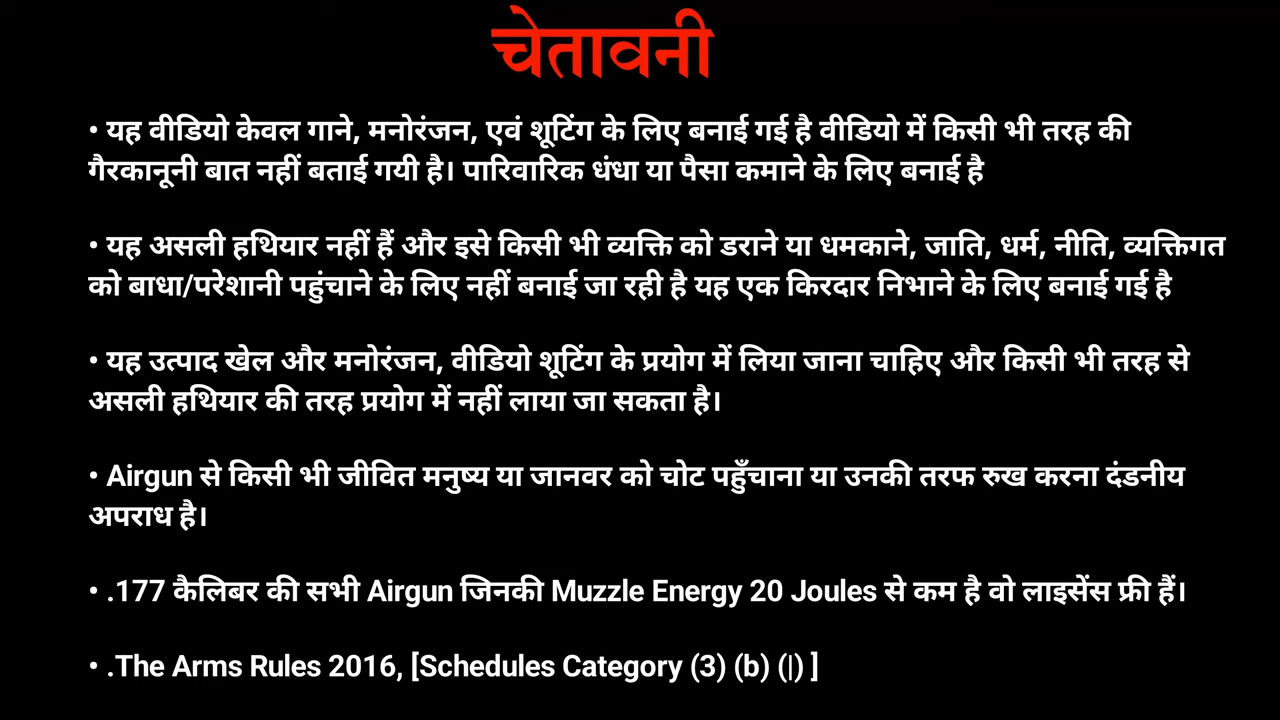 चेतावनी
• यह वीडियो केवल गाने, मनोरंजन, एवं शूटिंग के लिए बनाई गई है वीडियो में किसी भी तरह की
गैरकानूनी बात नहीं बताई गयी है। पारिवारिक धंधा या पैसा कमाने के लिए बनाई है
• यह असली हथियार नहीं हैं और इसे किसी भी व्यक्ति को डराने या धमकाने, जाति, धर्म, नीति, व्यक्तिगत
को बाधा/परेशानी पहुंचाने के लिए नहीं बनाई जा रही है यह एक किरदार निभाने के लिए बनाई गई है
• यह उत्पाद खेल और मनोरंजन, वीडियो शूटिंग के प्रयोग में लिया जाना चाहिए और किसी भी तरह से
असली हथियार की तरह प्रयोग में नहीं लाया जा सकता है।
• Airgun से किसी भी जीवित मनुष्य या जानवर को चोट पहुँचाना या उनकी तरफ रुख करना दंडनीय
अपराध है।
• .177 कैलिबर की सभी Airgun जिनकी Muzzle Energy 20 Joules से कम है वो लाइसेंस फ्री हैं।
• .The Arms Rules 2016, [Schedules Category (3) (b) (|) ]